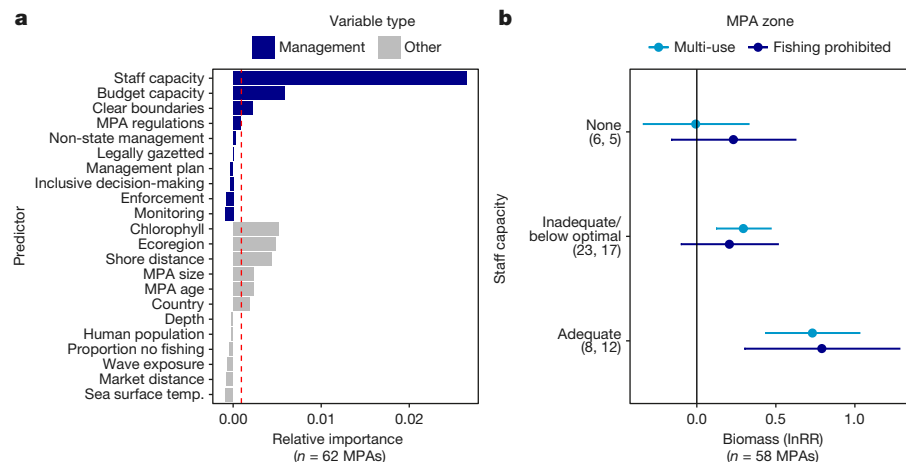 a
Variable type
Management
Other
Staff capacity
Budget capacity
Clear boundaries
MPA regulations
Non-state management
Legally gazetted
Management plan
Inclusive decision-making
Enforcement
Monitoring
Chlorophyll
Ecoregion
Shore distance
MPA size
MPA age
Country
Depth
Human population
Proportion no fishing
Wave exposure
Market distance
Sea surface temp.
Predictor
0.00 0.01 0.02
Relative importance
(n = 62 MPAs)
b
MPA zone
Multi-use
Fishing prohibited
None
(6, 5)
Inadequate/
below optimal
(23, 17)
Adequate
(8, 12)
Staff capacity
0.0 0.5 1.0
Biomass (lnRR)
(n = 58 MPAs)